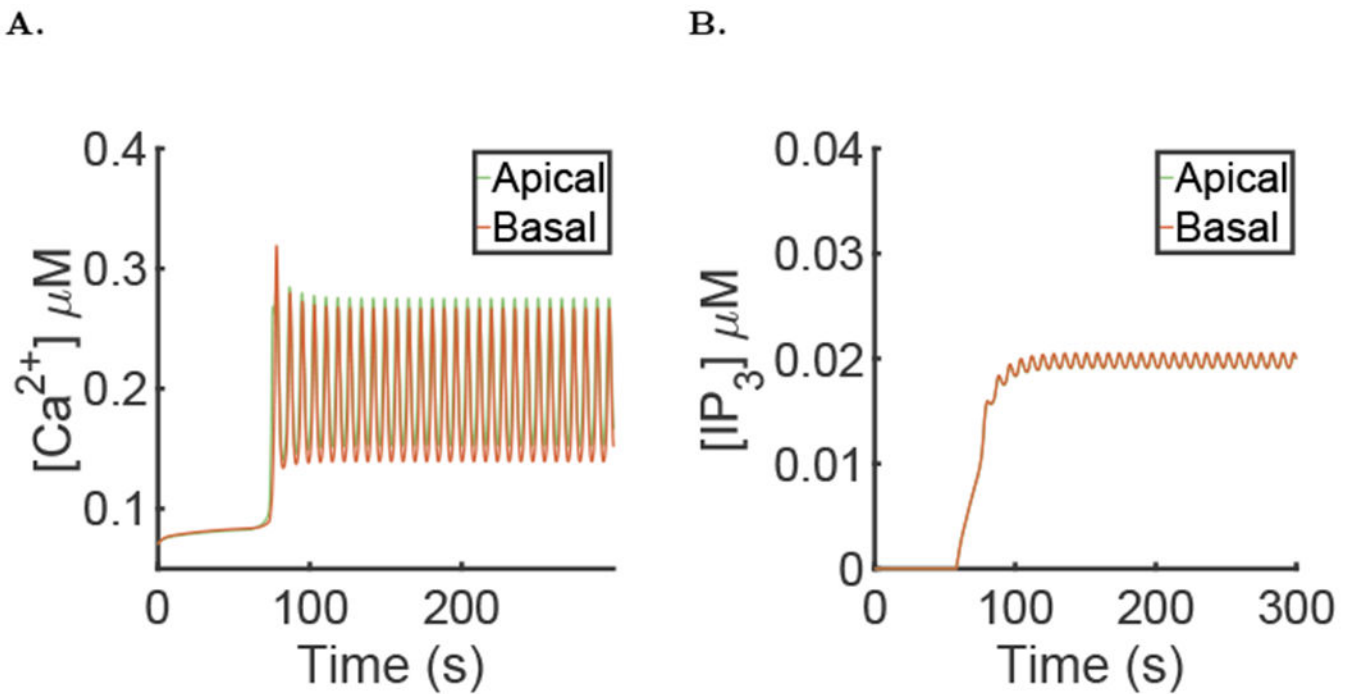 A.
B.
0.4
0.3
0.2
0.1
[Ca2+] μM
Apical
Basal
0 100 200
Time (s)
0.04
0.03
0.02
0.01
0
[IP3] μM
Apical
Basal
0 100 200 300
Time (s)